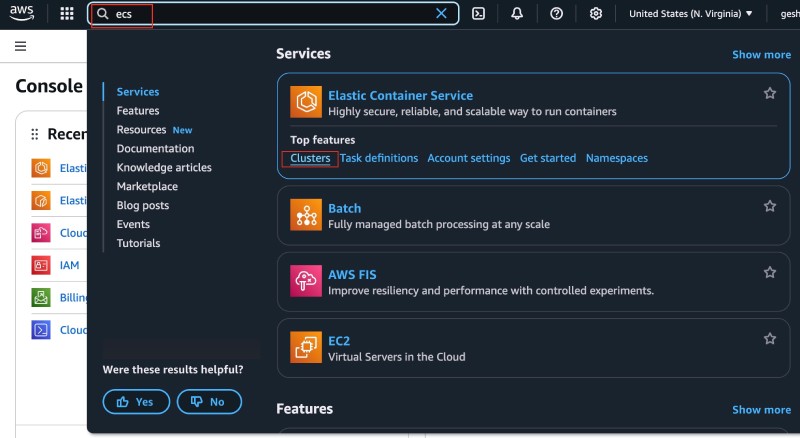 aws
ecs
United States (N. Virginia)
gesh
Console
Recen
Elasti
Elasti
Cloud
IAM
Billing
Cloud
Services
Features
Resources New
Documentation
Knowledge articles
Marketplace
Blog posts
Events
Tutorials
Were these results helpful?
Yes
No
Services
Show more
Elastic Container Service
Highly secure, reliable, and scalable way to run containers
Top features
Clusters Task definitions Account settings Get started Namespaces
Batch
Fully managed batch processing at any scale
AWS FIS
Improve resiliency and performance with controlled experiments.
EC2
Virtual Servers in the Cloud
Features
Show more